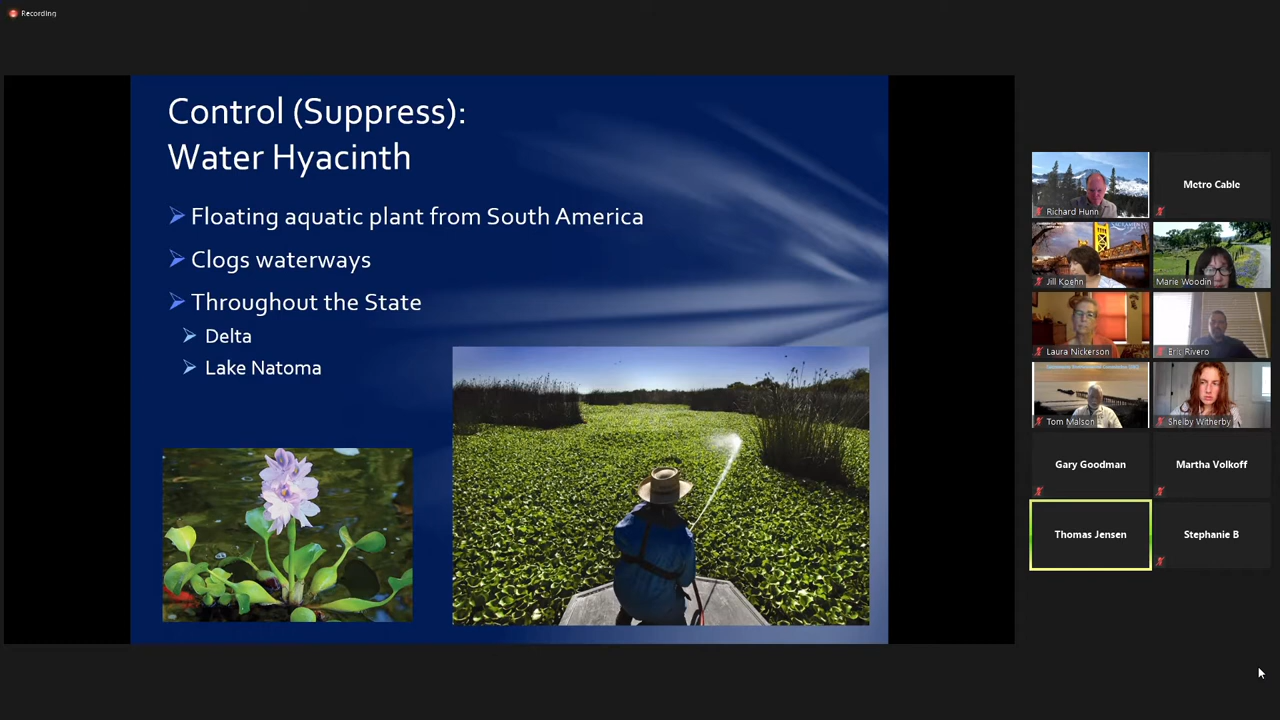 Recording
Control (Suppress):
Water Hyacinth
Floating aquatic plant from South America
Clogs waterways
Throughout the State
Delta
Lake Natoma
Richard Hunn
Metro Cable
Jill Koehn
Marie Woodin
Laura Nickerson
Eric Rivero
Tom Malson
Shelby Witherby
Gary Goodman
Martha Volkoff
Thomas Jensen
Stephanie B